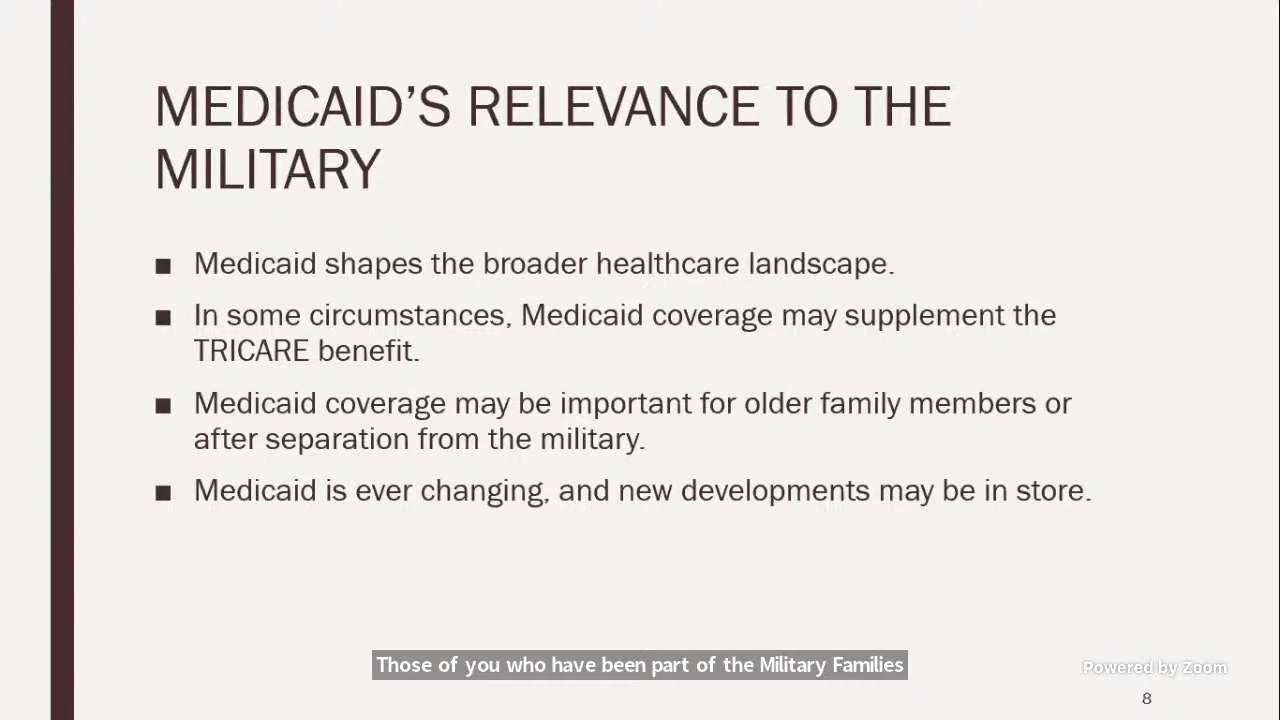 MEDICAID’S RELEVANCE TO THE
MILITARY
■ Medicaid shapes the broader healthcare landscape.
■ In some circumstances, Medicaid coverage may supplement the
TRICARE benefit.
■ Medicaid coverage may be important for older family members or
after separation from the military.
■ Medicaid is ever changing, and new developments may be in store.
Those of you who have been part of the Military Families
Powered by Zoom
8